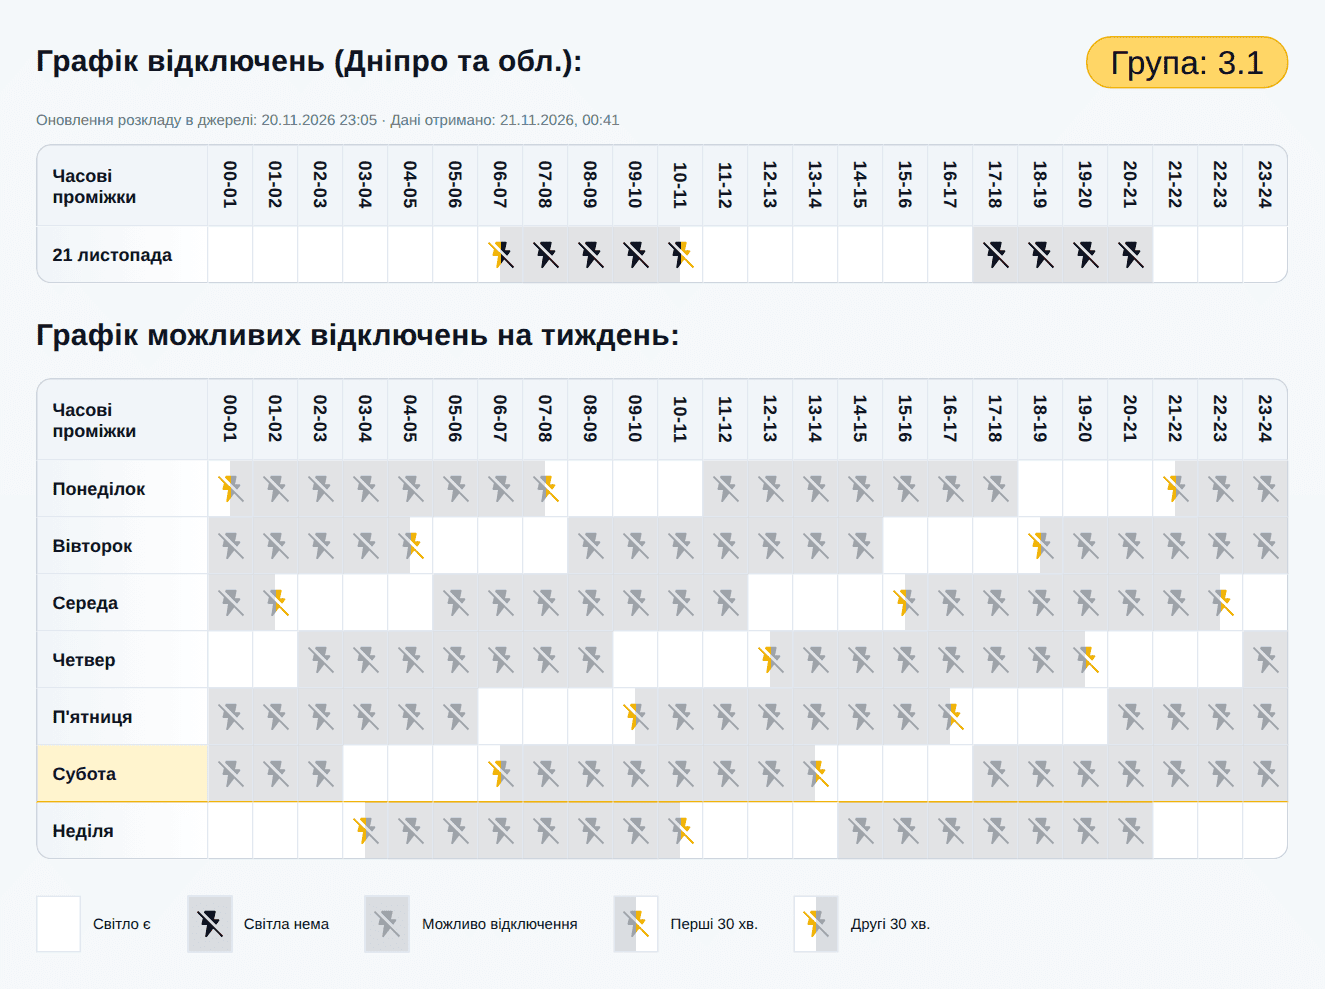 Графік відключень (Дніпро та обл.):
Група: 3.1
Оновлення розкладу в джерелі: 20.11.2026 23:05 · Дані отримано: 21.11.2026, 00:41
Часові
проміжки
00-01 01-02 02-03 03-04 04-05 05-06 06-07 07-08 08-09 09-10 10-11 11-12 12-13 13-14 14-15 15-16 16-17 17-18 18-19 19-20 20-21 21-22 22-23 23-24
21 листопада
Графік можливих відключень на тиждень:
Часові
проміжки
00-01 01-02 02-03 03-04 04-05 05-06 06-07 07-08 08-09 09-10 10-11 11-12 12-13 13-14 14-15 15-16 16-17 17-18 18-19 19-20 20-21 21-22 22-23 23-24
Понеділок
Вівторок
Середа
Четвер
П'ятниця
Субота
Неділя
Світло є
Світла нема
Можливо відключення
Перші 30 хв.
Другі 30 хв.